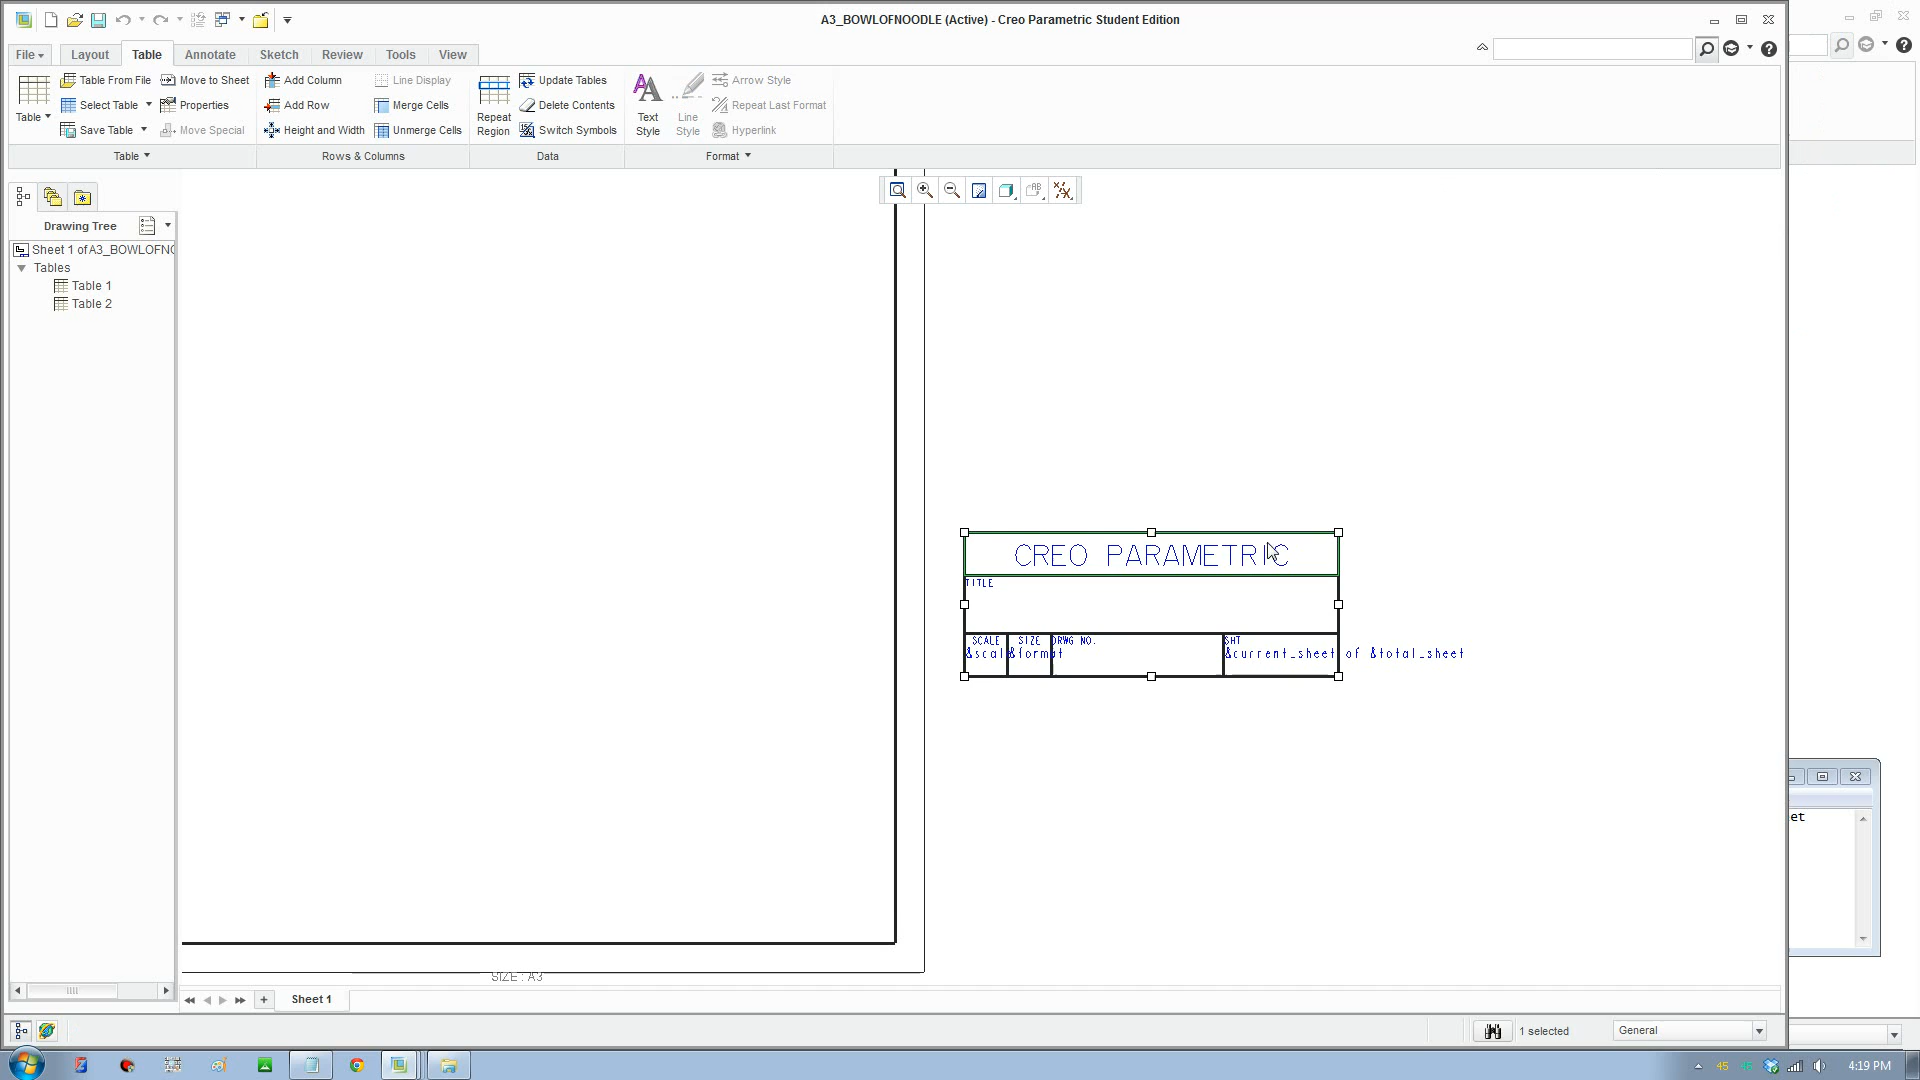 A3_BOWLOFNOODLE (Active) - Creo Parametric Student Edition
File Layout Table Annotate Sketch Review Tools View
Table From File Move to Sheet Add Column Line Display Update Tables Arrow Style
Select Table Properties Add Row Merge Cells Delete Contents Repeat Last Format
Table Save Table Move Special Height and Width Unmerge Cells Repeat Region Switch Symbols Text Style Line Style Hyperlink
Table Rows & Columns Data Format
Drawing Tree
Sheet 1 of A3_BOWLOFNO
Tables
Table 1
Table 2
CREO PARAMETRIC
TITLE
SCALE SIZE DRWG NO. SHT
&scal &format &current_sheet of &total_sheet
et
SIZE : A3
Sheet 1
1 selected General
45 45 4:19 PM